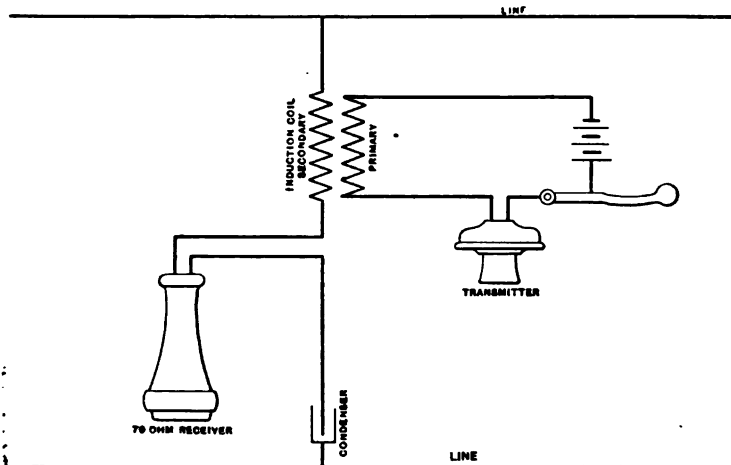 LINE
INDUCTION COIL
SECONDARY
PRIMARY
TRANSMITTER
70 OHM RECEIVER
CONDENSER
LINE